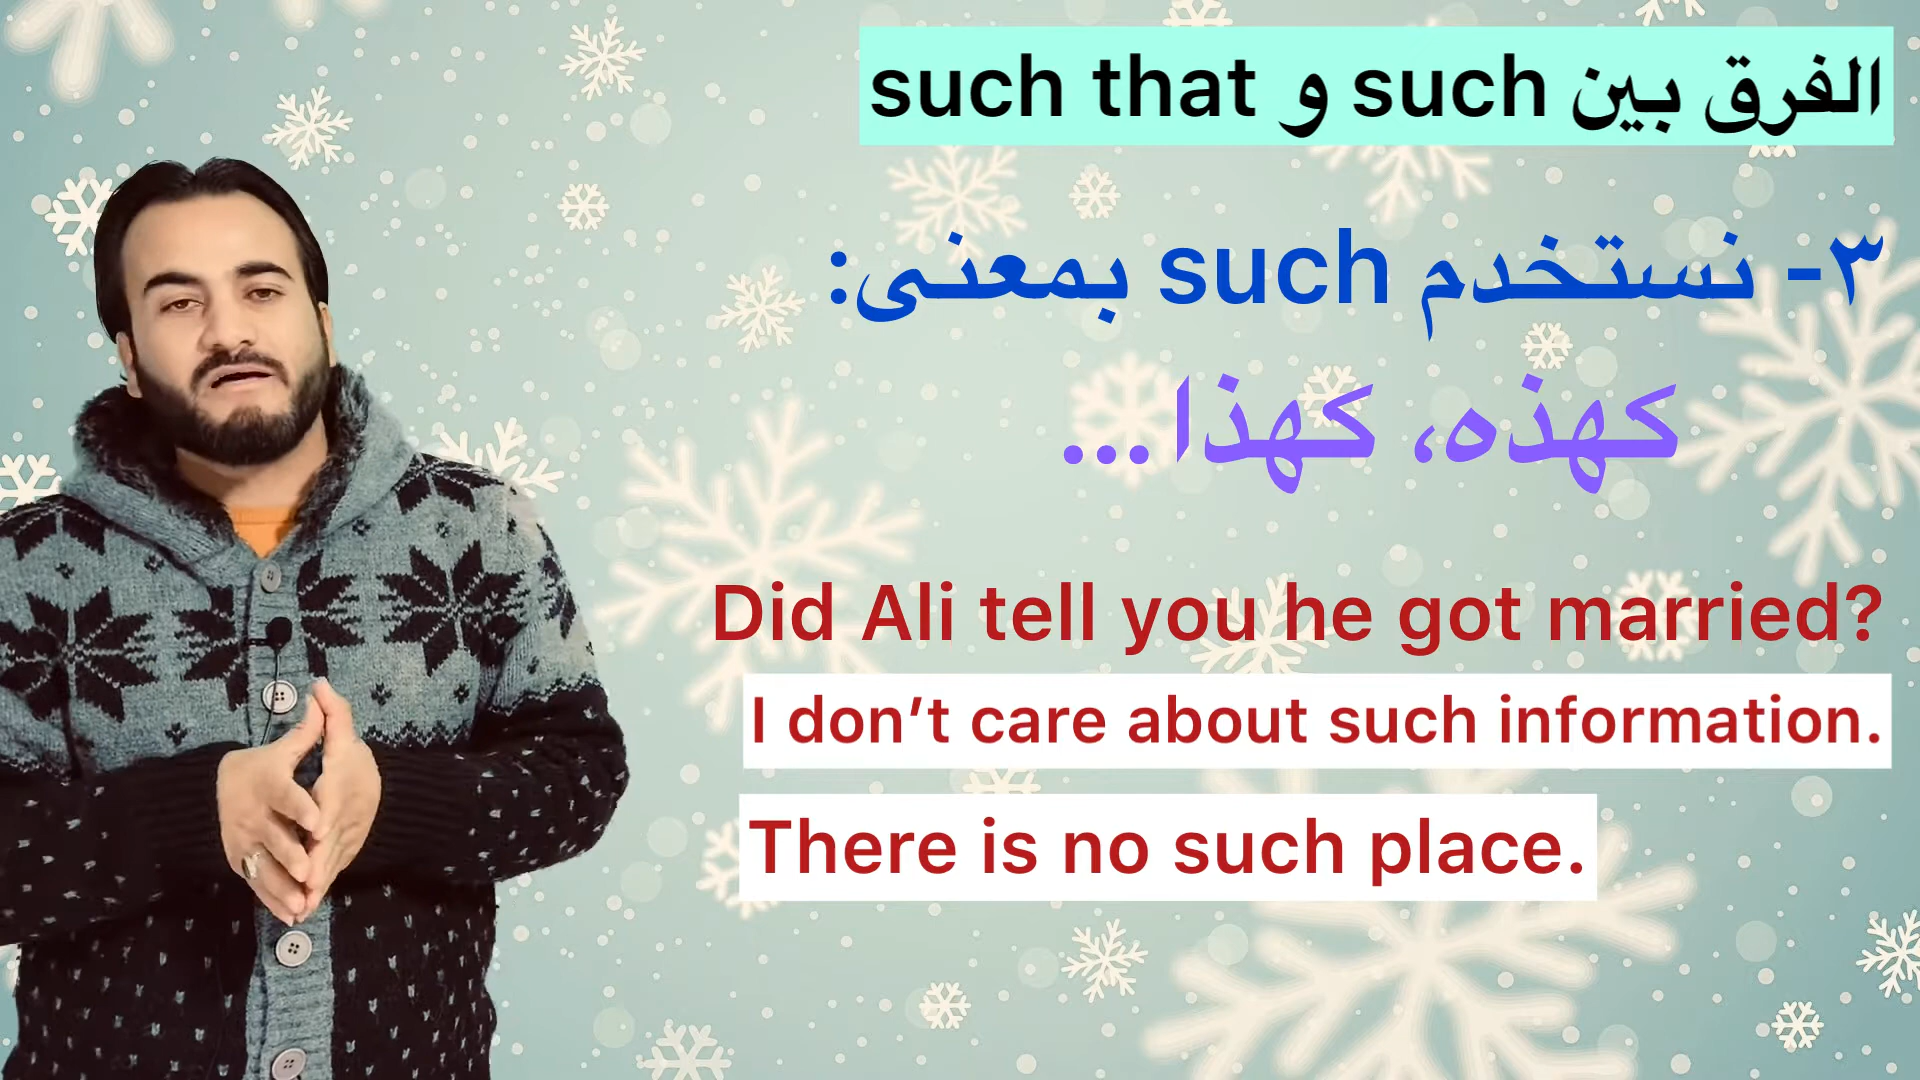 الفرق بين such و such that
٣- نستخدم such بمعنى:
كهذه، كهذا...
Did Ali tell you he got married?
I don’t care about such information.
There is no such place.